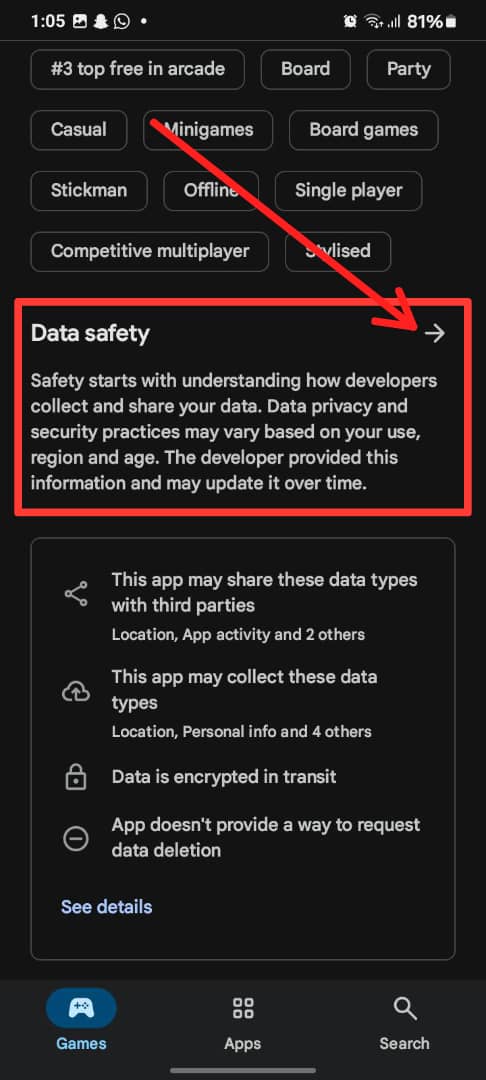 1:05
81%
#3 top free in arcade
Board
Party
Casual
Minigames
Board games
Stickman
Offline
Single player
Competitive multiplayer
Stylised
Data safety
Safety starts with understanding how developers
collect and share your data. Data privacy and
security practices may vary based on your use,
region and age. The developer provided this
information and may update it over time.
This app may share these data types
with third parties
Location, App activity and 2 others
This app may collect these data
types
Location, Personal info and 4 others
Data is encrypted in transit
App doesn't provide a way to request
data deletion
See details
Games
Apps
Search